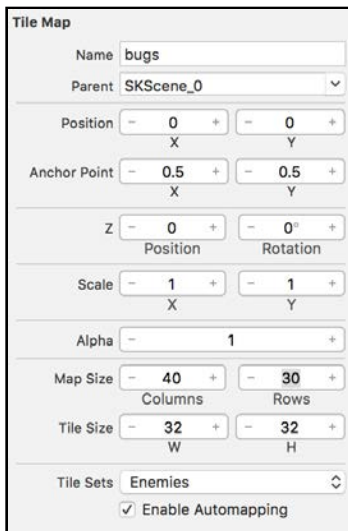 Tile Map
Name bugs
Parent SKScene_0
Position - 0 + - 0 +
X Y
Anchor Point - 0.5 + - 0.5 +
X Y
Z - 0 + - 0° +
Position Rotation
Scale - 1 + - 1 +
X Y
Alpha - 1 +
Map Size - 40 + - 30 +
Columns Rows
Tile Size - 32 + - 32 +
W H
Tile Sets Enemies
Enable Automapping